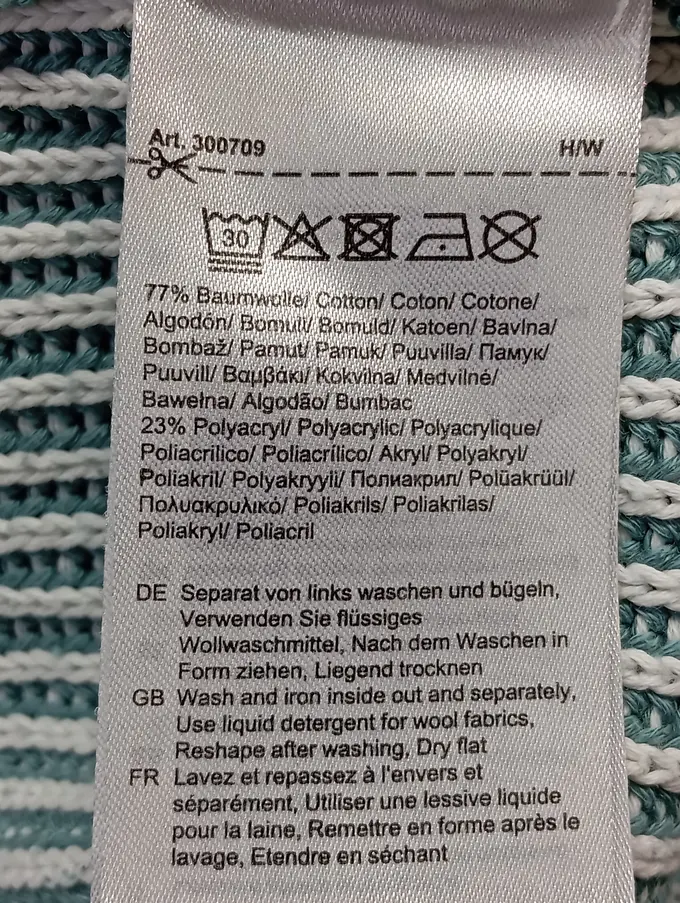 Art. 300709 H/W
30
77% Baumwolle/ Cotton/ Coton/ Cotone/
Algodón/ Bomull/ Bomuld/ Katoen/ Bavlna/
Bombaž/ Pamut/ Pamuk/ Puuvilla/ Памук/
Puuvill/ Βαμβάκι/ Kokvilna/ Medvilné/
Bawełna/ Algodão/ Bumbac
23% Polyacryl/ Polyacrylic/ Polyacrylique/
Poliacrilico/ Poliacrílico/ Akryl/ Polyakryl/
Poliakril/ Polyakryyli/ Полиакрил/ Polüakrüül/
Πολυακρυλικό/ Poliakrils/ Poliakrilas/
Poliakryl/ Poliacril
DE Separat von links waschen und bügeln,
Verwenden Sie flüssiges
Wollwaschmittel, Nach dem Waschen in
Form ziehen, Liegend trocknen
GB Wash and iron inside out and separately,
Use liquid detergent for wool fabrics,
Reshape after washing, Dry flat
FR Lavez et repassez à l'envers et
séparément, Utiliser une lessive liquide
pour la laine, Remettre en forme après le
lavage, Etendre en séchant